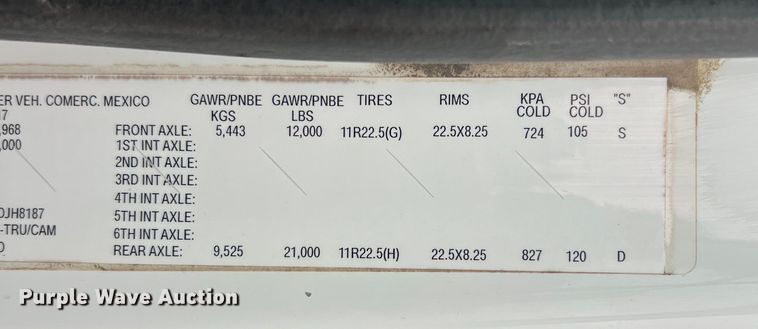 ER VEH. COMERC. MEXICO GAWR/PNBE GAWR/PNBE TIRES RIMS KPA PSI "S"
KGS LBS COLD COLD
17
,968 FRONT AXLE: 5,443 12,000 11R22.5(G) 22.5X8.25 724 105 S
,000 1ST INT AXLE:
2ND INT AXLE:
3RD INT AXLE:
4TH INT AXLE:
DJH8187 5TH INT AXLE:
-TRU/CAM 6TH INT AXLE:
REAR AXLE: 9,525 21,000 11R22.5(H) 22.5X8.25 827 120 D
Purple Wave Auction